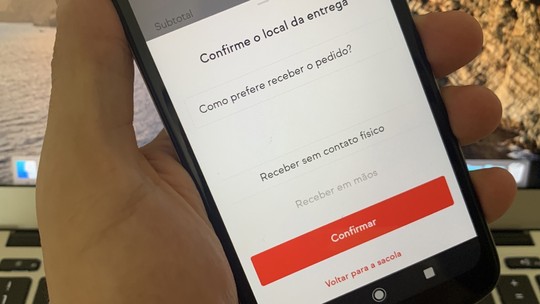 Subtotal
Confirme o local da entrega
Como prefere receber o pedido?
Receber sem contato físico
Receber em mãos
Confirmar
Voltar para a sacola